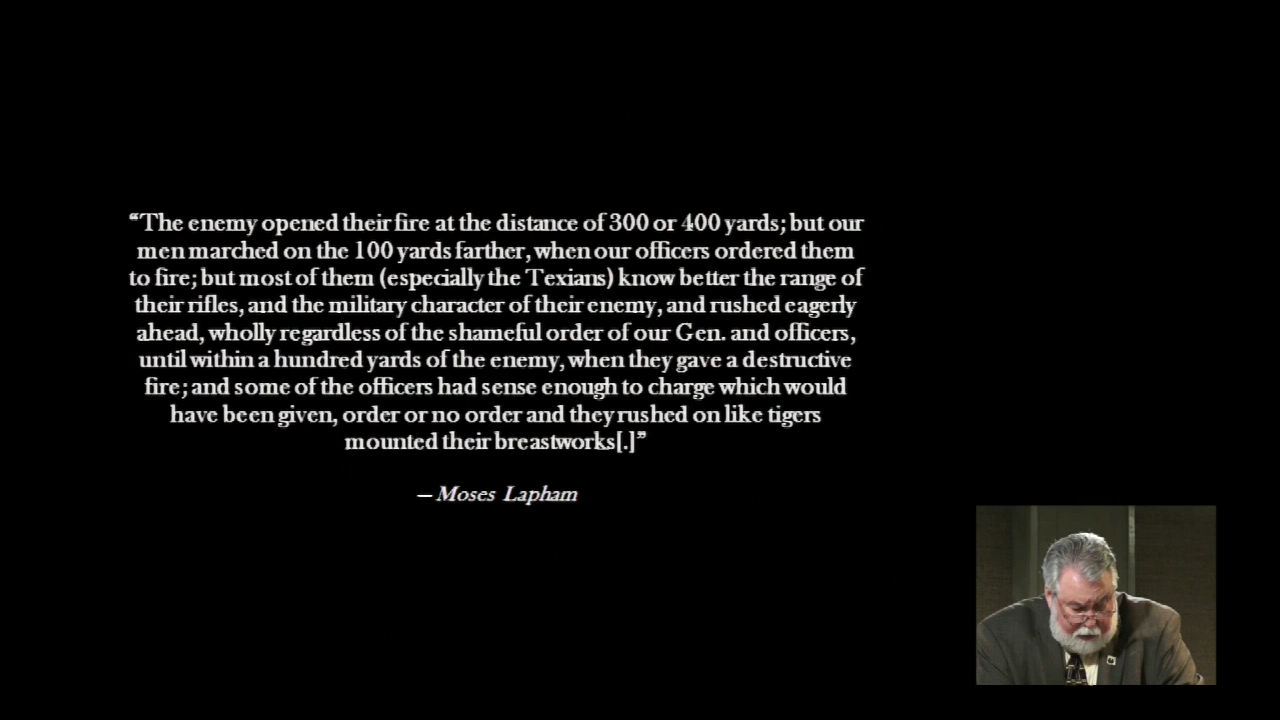 “The enemy opened their fire at the distance of 300 or 400 yards; but our
men marched on the 100 yards farther, when our officers ordered them
to fire; but most of them (especially the Texians) know better the range of
their rifles, and the military character of their enemy, and rushed eagerly
ahead, wholly regardless of the shameful order of our Gen. and officers,
until within a hundred yards of the enemy, when they gave a destructive
fire; and some of the officers had sense enough to charge which would
have been given, order or no order and they rushed on like tigers
mounted their breastworks[.]”
– Moses Lapham